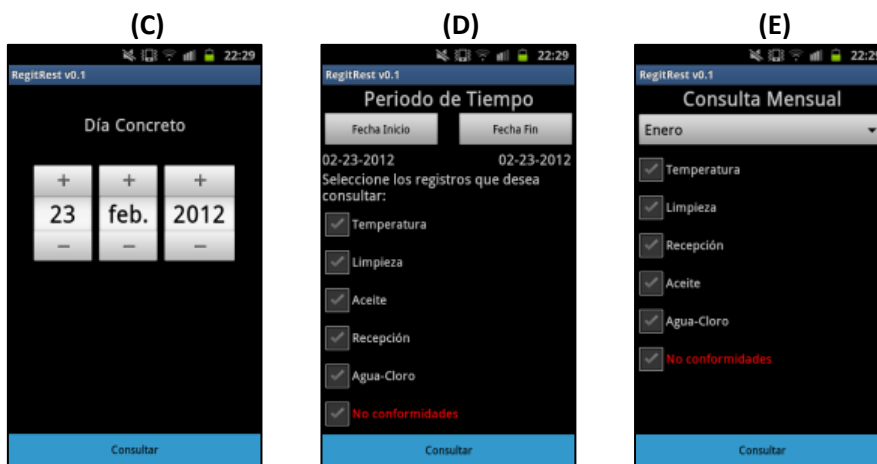 (C)
22:29
RegitRest v0.1
Día Concreto
+ + +
23 feb. 2012
− − −
Consultar
(D)
22:29
RegitRest v0.1
Periodo de Tiempo
Fecha Inicio Fecha Fin
02-23-2012 02-23-2012
Seleccione los registros que desea
consultar:
Temperatura
Limpieza
Aceite
Recepción
Agua-Cloro
No conformidades
Consultar
(E)
22:29
RegitRest v0.1
Consulta Mensual
Enero
Temperatura
Limpieza
Recepción
Aceite
Agua-Cloro
No conformidades
Consultar